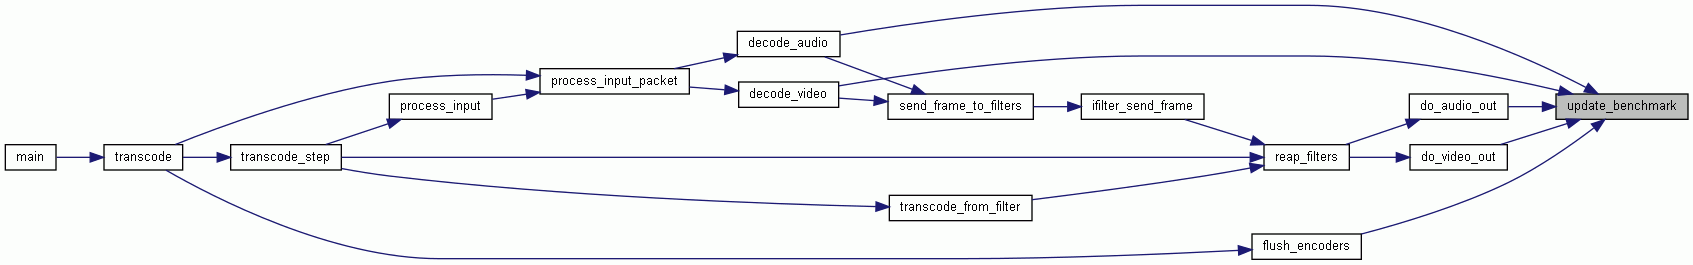 main
transcode
transcode_step
process_input
process_input_packet
decode_audio
decode_video
send_frame_to_filters
ifilter_send_frame
transcode_from_filter
reap_filters
flush_encoders
do_audio_out
do_video_out
update_benchmark